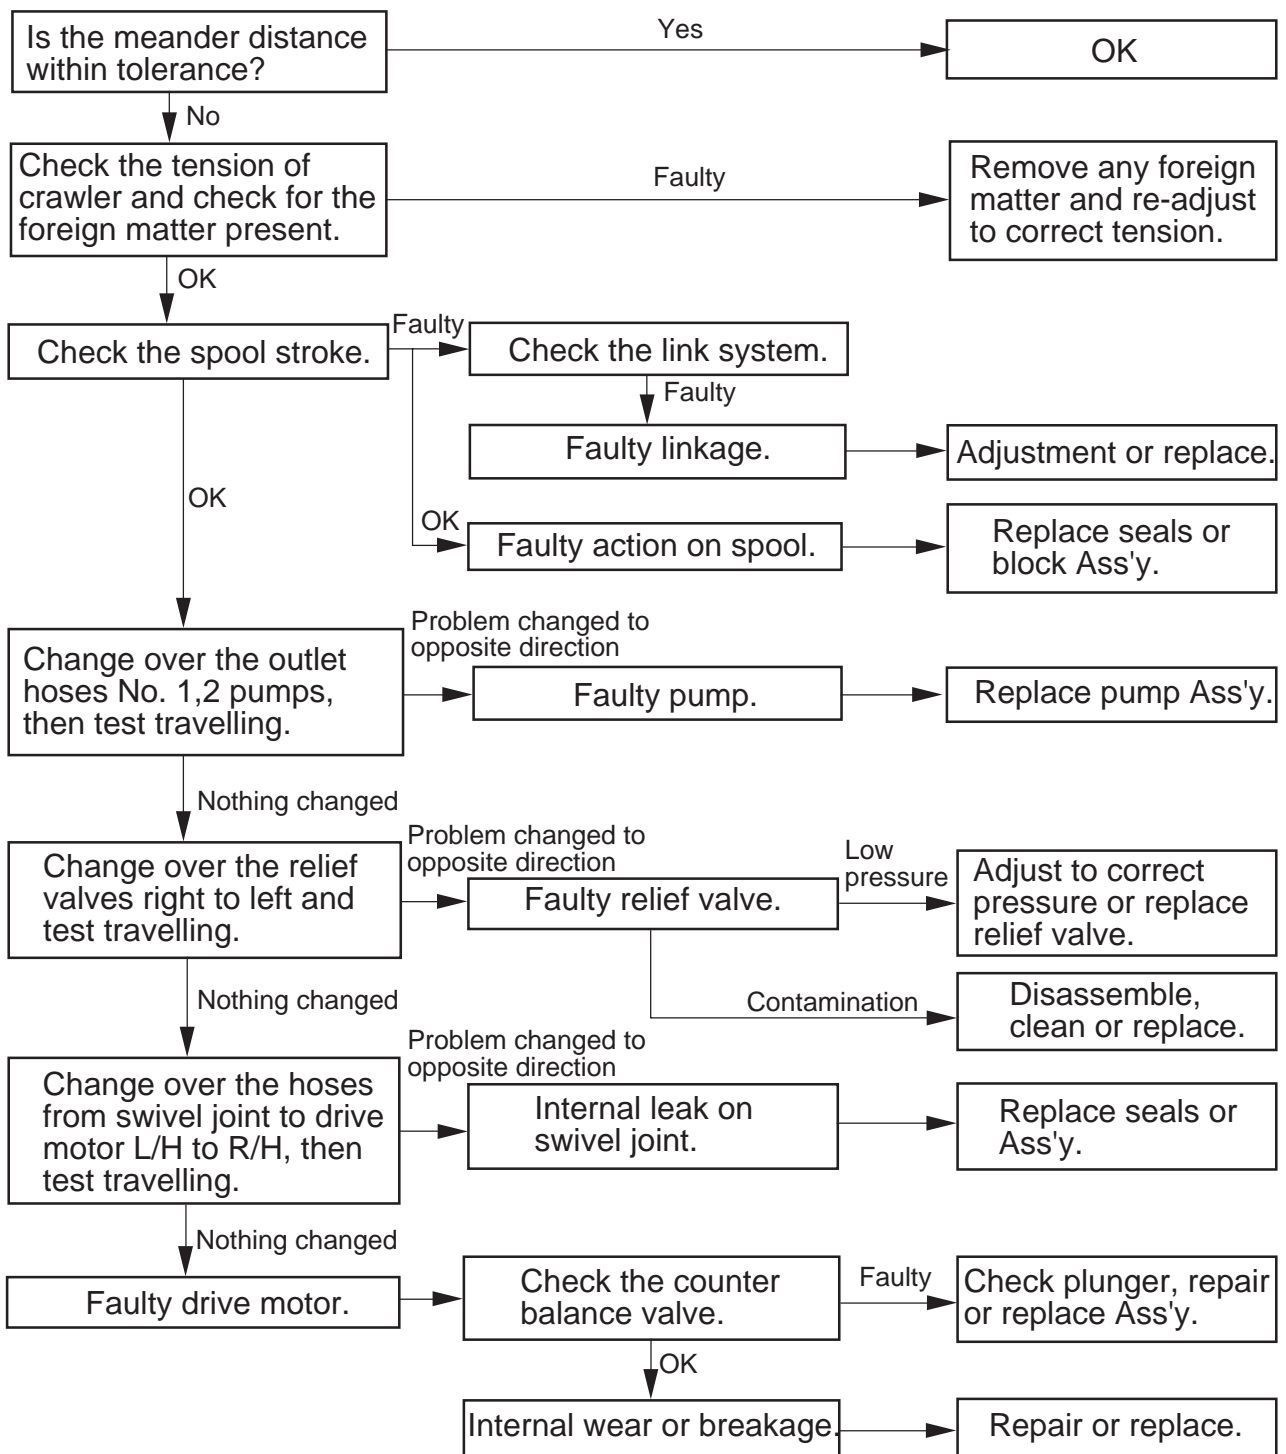 Is the meander distance
within tolerance?
Yes
OK
No
Check the tension of
crawler and check for the
foreign matter present.
Faulty
Remove any foreign
matter and re-adjust
to correct tension.
OK
Check the spool stroke.
Faulty
Check the link system.
Faulty
Faulty linkage.
Adjustment or replace.
OK
OK
Faulty action on spool.
Replace seals or
block Ass'y.
Change over the outlet
hoses No. 1,2 pumps,
then test travelling.
Problem changed to
opposite direction
Faulty pump.
Replace pump Ass'y.
Nothing changed
Change over the relief
valves right to left and
test travelling.
Problem changed to
opposite direction
Faulty relief valve.
Low
pressure
Adjust to correct
pressure or replace
relief valve.
Contamination
Disassemble,
clean or replace.
Nothing changed
Change over the hoses
from swivel joint to drive
motor L/H to R/H, then
test travelling.
Problem changed to
opposite direction
Internal leak on
swivel joint.
Replace seals or
Ass'y.
Nothing changed
Faulty drive motor.
Check the counter
balance valve.
Faulty
Check plunger, repair
or replace Ass'y.
OK
Internal wear or breakage.
Repair or replace.